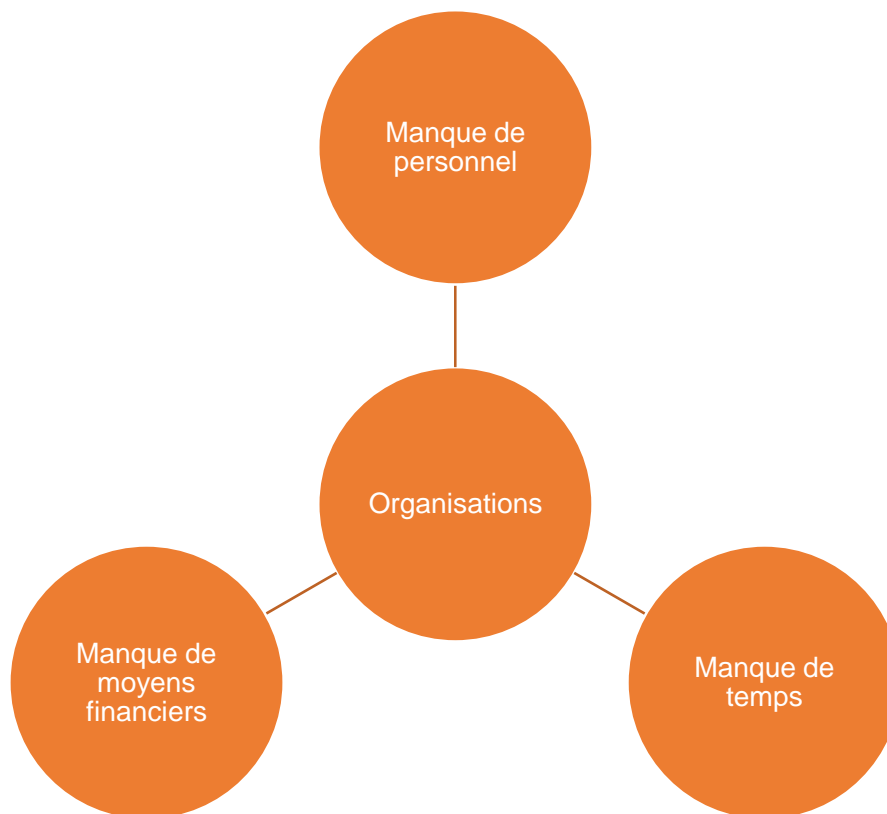 Manque de
personnel
Organisations
Manque de
moyens
financiers
Manque de
temps